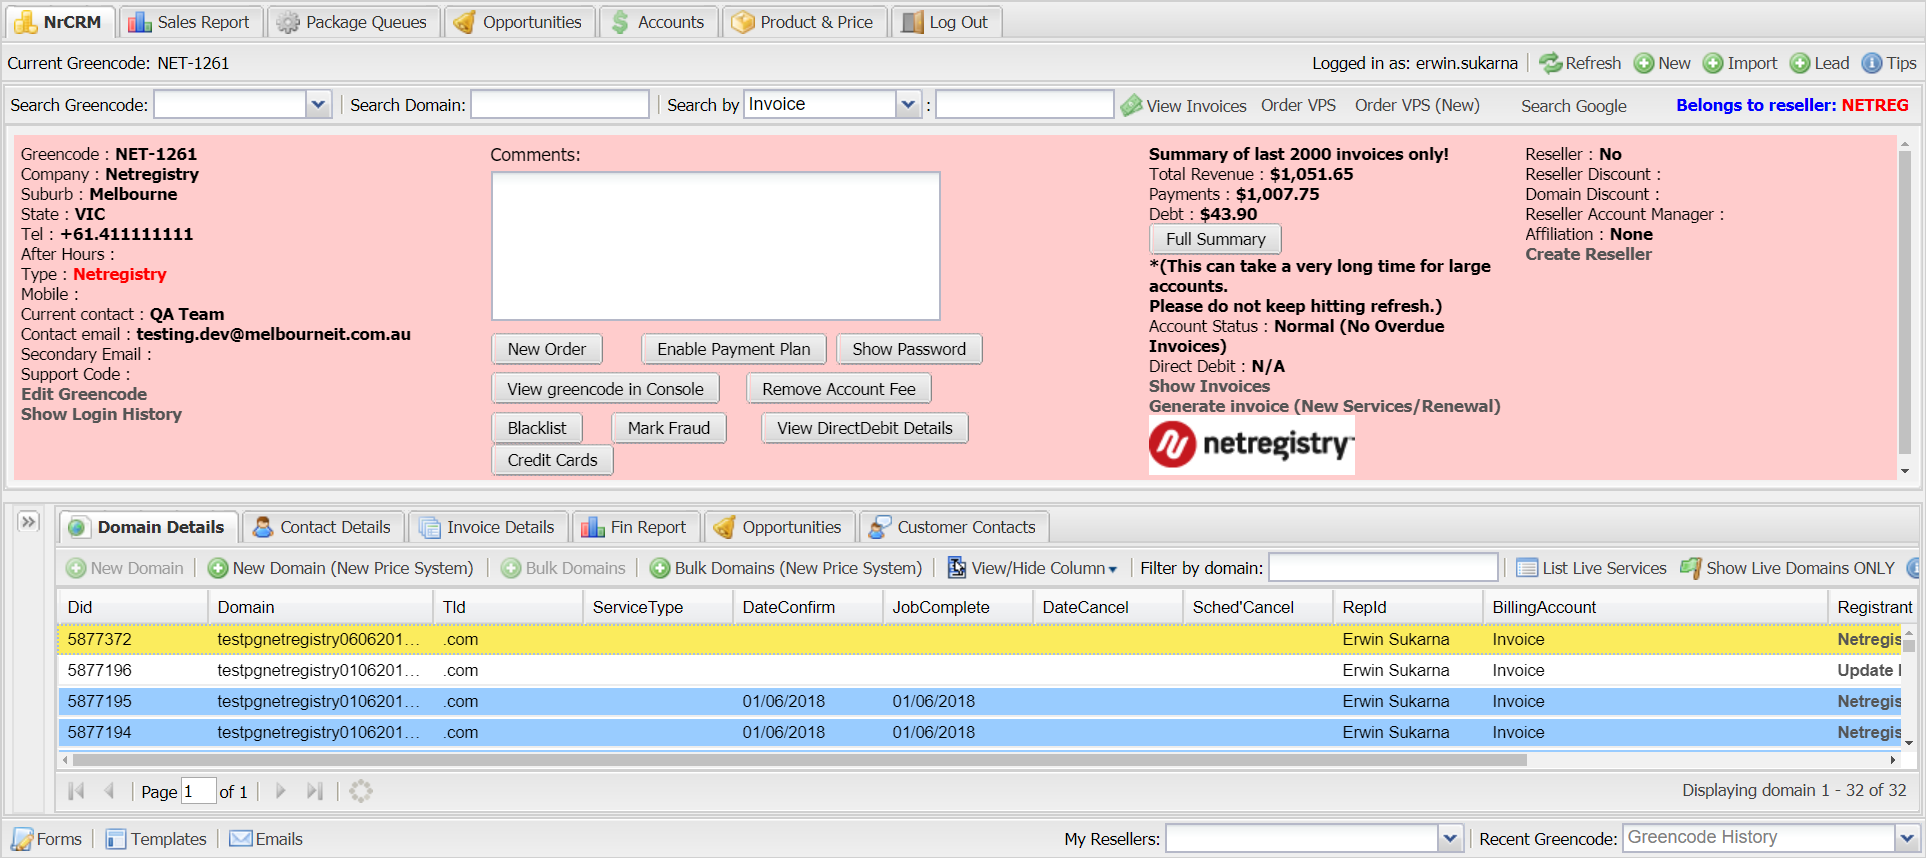 NrCRM Sales Report Package Queues Opportunities Accounts Product & Price Log Out
Current Greencode: NET-1261 Logged in as: erwin.sukarna Refresh New Import Lead Tips
Search Greencode: Search Domain: Search by Invoice : View Invoices Order VPS Order VPS (New) Search Google Belongs to reseller: NETREG
Greencode : NET-1261
Company : Netregistry
Suburb : Melbourne
State : VIC
Tel : +61.411111111
After Hours :
Type : Netregistry
Mobile :
Current contact : QA Team
Contact email : testing.dev@melbourneit.com.au
Secondary Email :
Support Code :
Edit Greencode
Show Login History
Comments:
New Order Enable Payment Plan Show Password
View greencode in Console Remove Account Fee
Blacklist Mark Fraud View DirectDebit Details
Credit Cards
Summary of last 2000 invoices only!
Total Revenue : $1,051.65
Payments : $1,007.75
Debt : $43.90
Full Summary
*(This can take a very long time for large
accounts.
Please do not keep hitting refresh.)
Account Status : Normal (No Overdue
Invoices)
Direct Debit : N/A
Show Invoices
Generate invoice (New Services/Renewal)
netregistry
Reseller : No
Reseller Discount :
Domain Discount :
Reseller Account Manager :
Affiliation : None
Create Reseller
Domain Details Contact Details Invoice Details Fin Report Opportunities Customer Contacts
New Domain New Domain (New Price System) Bulk Domains Bulk Domains (New Price System) View/Hide Column Filter by domain: List Live Services Show Live Domains ONLY
Did Domain Tld ServiceType DateConfirm JobComplete DateCancel Sched'Cancel RepId BillingAccount Registrant
5877372 testpgnetregistry0606201... .com Erwin Sukarna Invoice Netregis
5877196 testpgnetregistry0106201... .com Erwin Sukarna Invoice Update
5877195 testpgnetregistry0106201... .com 01/06/2018 01/06/2018 Erwin Sukarna Invoice Netregis
5877194 testpgnetregistry0106201... .com 01/06/2018 01/06/2018 Erwin Sukarna Invoice Netregis
Page 1 of 1 Displaying domain 1 - 32 of 32
Forms Templates Emails My Resellers: Recent Greencode: Greencode History